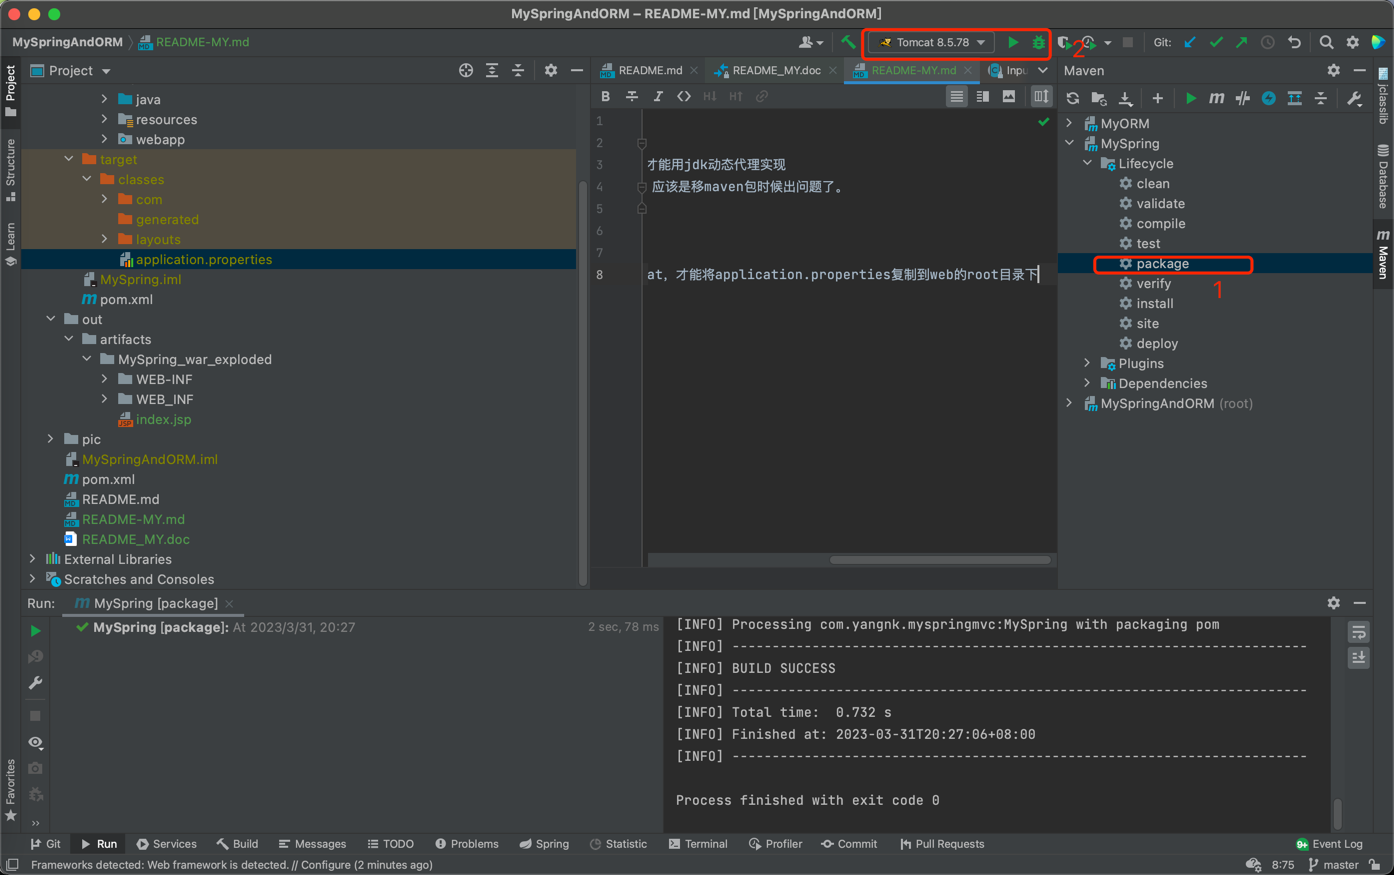 MySpringAndORM – README-MY.md [MySpringAndORM]
MySpringAndORM README-MY.md
Tomcat 8.5.78
2
Git:
Project
README.md
README_MY.doc
README-MY.md
Inpu
Maven
Project
Structure
Learn
Favorites
jclasslib
Database
Maven
java
resources
webapp
target
classes
com
generated
layouts
application.properties
MySpring.iml
pom.xml
out
artifacts
MySpring_war_exploded
WEB-INF
WEB_INF
index.jsp
pic
MySpringAndORM.iml
pom.xml
README.md
README-MY.md
README_MY.doc
External Libraries
Scratches and Consoles
B I H↓ H↑
1
2
3 才能用jdk动态代理实现
4 应该是移maven包时候出问题了。
5
6
7
8 at，才能将application.properties复制到web的root目录下
MyORM
MySpring
Lifecycle
clean
validate
compile
test
package
1
verify
install
site
deploy
Plugins
Dependencies
MySpringAndORM (root)
Run: MySpring [package]
MySpring [package]: At 2023/3/31, 20:27 2 sec, 78 ms
[INFO] Processing com.yangnk.myspringmvc:MySpring with packaging pom
[INFO] ------------------------------------------------------------------------
[INFO] BUILD SUCCESS
[INFO] ------------------------------------------------------------------------
[INFO] Total time:  0.732 s
[INFO] Finished at: 2023-03-31T20:27:06+08:00
[INFO] ------------------------------------------------------------------------
Process finished with exit code 0
Git Run Services Build Messages TODO Problems Spring Statistic Terminal Profiler Commit Pull Requests 9+ Event Log
Frameworks detected: Web framework is detected. // Configure (2 minutes ago) 8:75 master